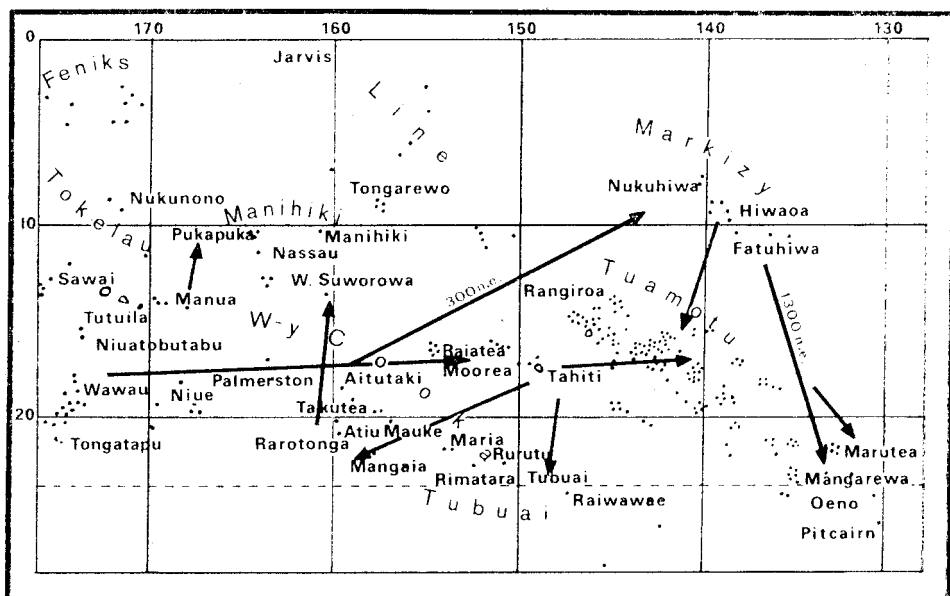 170 160 150 140 130
0
Jarvis
Feniks
Line
Markizy
Tokelau
Tongarewo
Nukunono
Manihiki
Nukuhiwa
Hiwaoa
10
Pukapuka
Manihiki
Fatuhiwa
Nassau
Sawai
W. Suworowa
300n.e.
Rangiroa
Tuamotu
1300 n.e.
Manua
Tutuila
W-y Cooka
Niuatobutabu
Raiatea
Moorea
Tahiti
Wawau
Palmerston
Aitutaki
Niue
Takutea
20
Atiu Mauke
Maria
Tongatapu
Rarotonga
Rurutu
Marutea
Mangaia
Rimatara
Tubuai
Mangarewa
Tubuai
Raiwawae
Oeno
Pitcairn